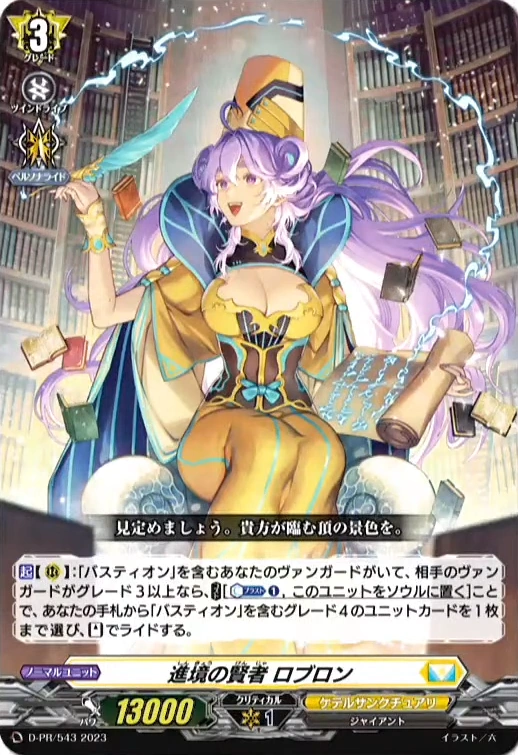 3
グレード
ツインドライブ
ペルソナライド
見定めましょう。貴方が臨む頂の景色を。
起【】:「バスティオン」を含むあなたのヴァンガードがいて、相手のヴァン
ガードがグレード3以上なら、[ブラスト1, このユニットをソウルに置く]こと
で、あなたの手札から「バスティオン」を含むグレード4のユニットカードを1枚
まで選び、でライドする。
ノーマルユニット
進境の賢者 ロブロン
パワー
13000
クリティカル
1
ケテルサンクチュアリ
ジャイアント
D-PR/543 2023
イラスト/六